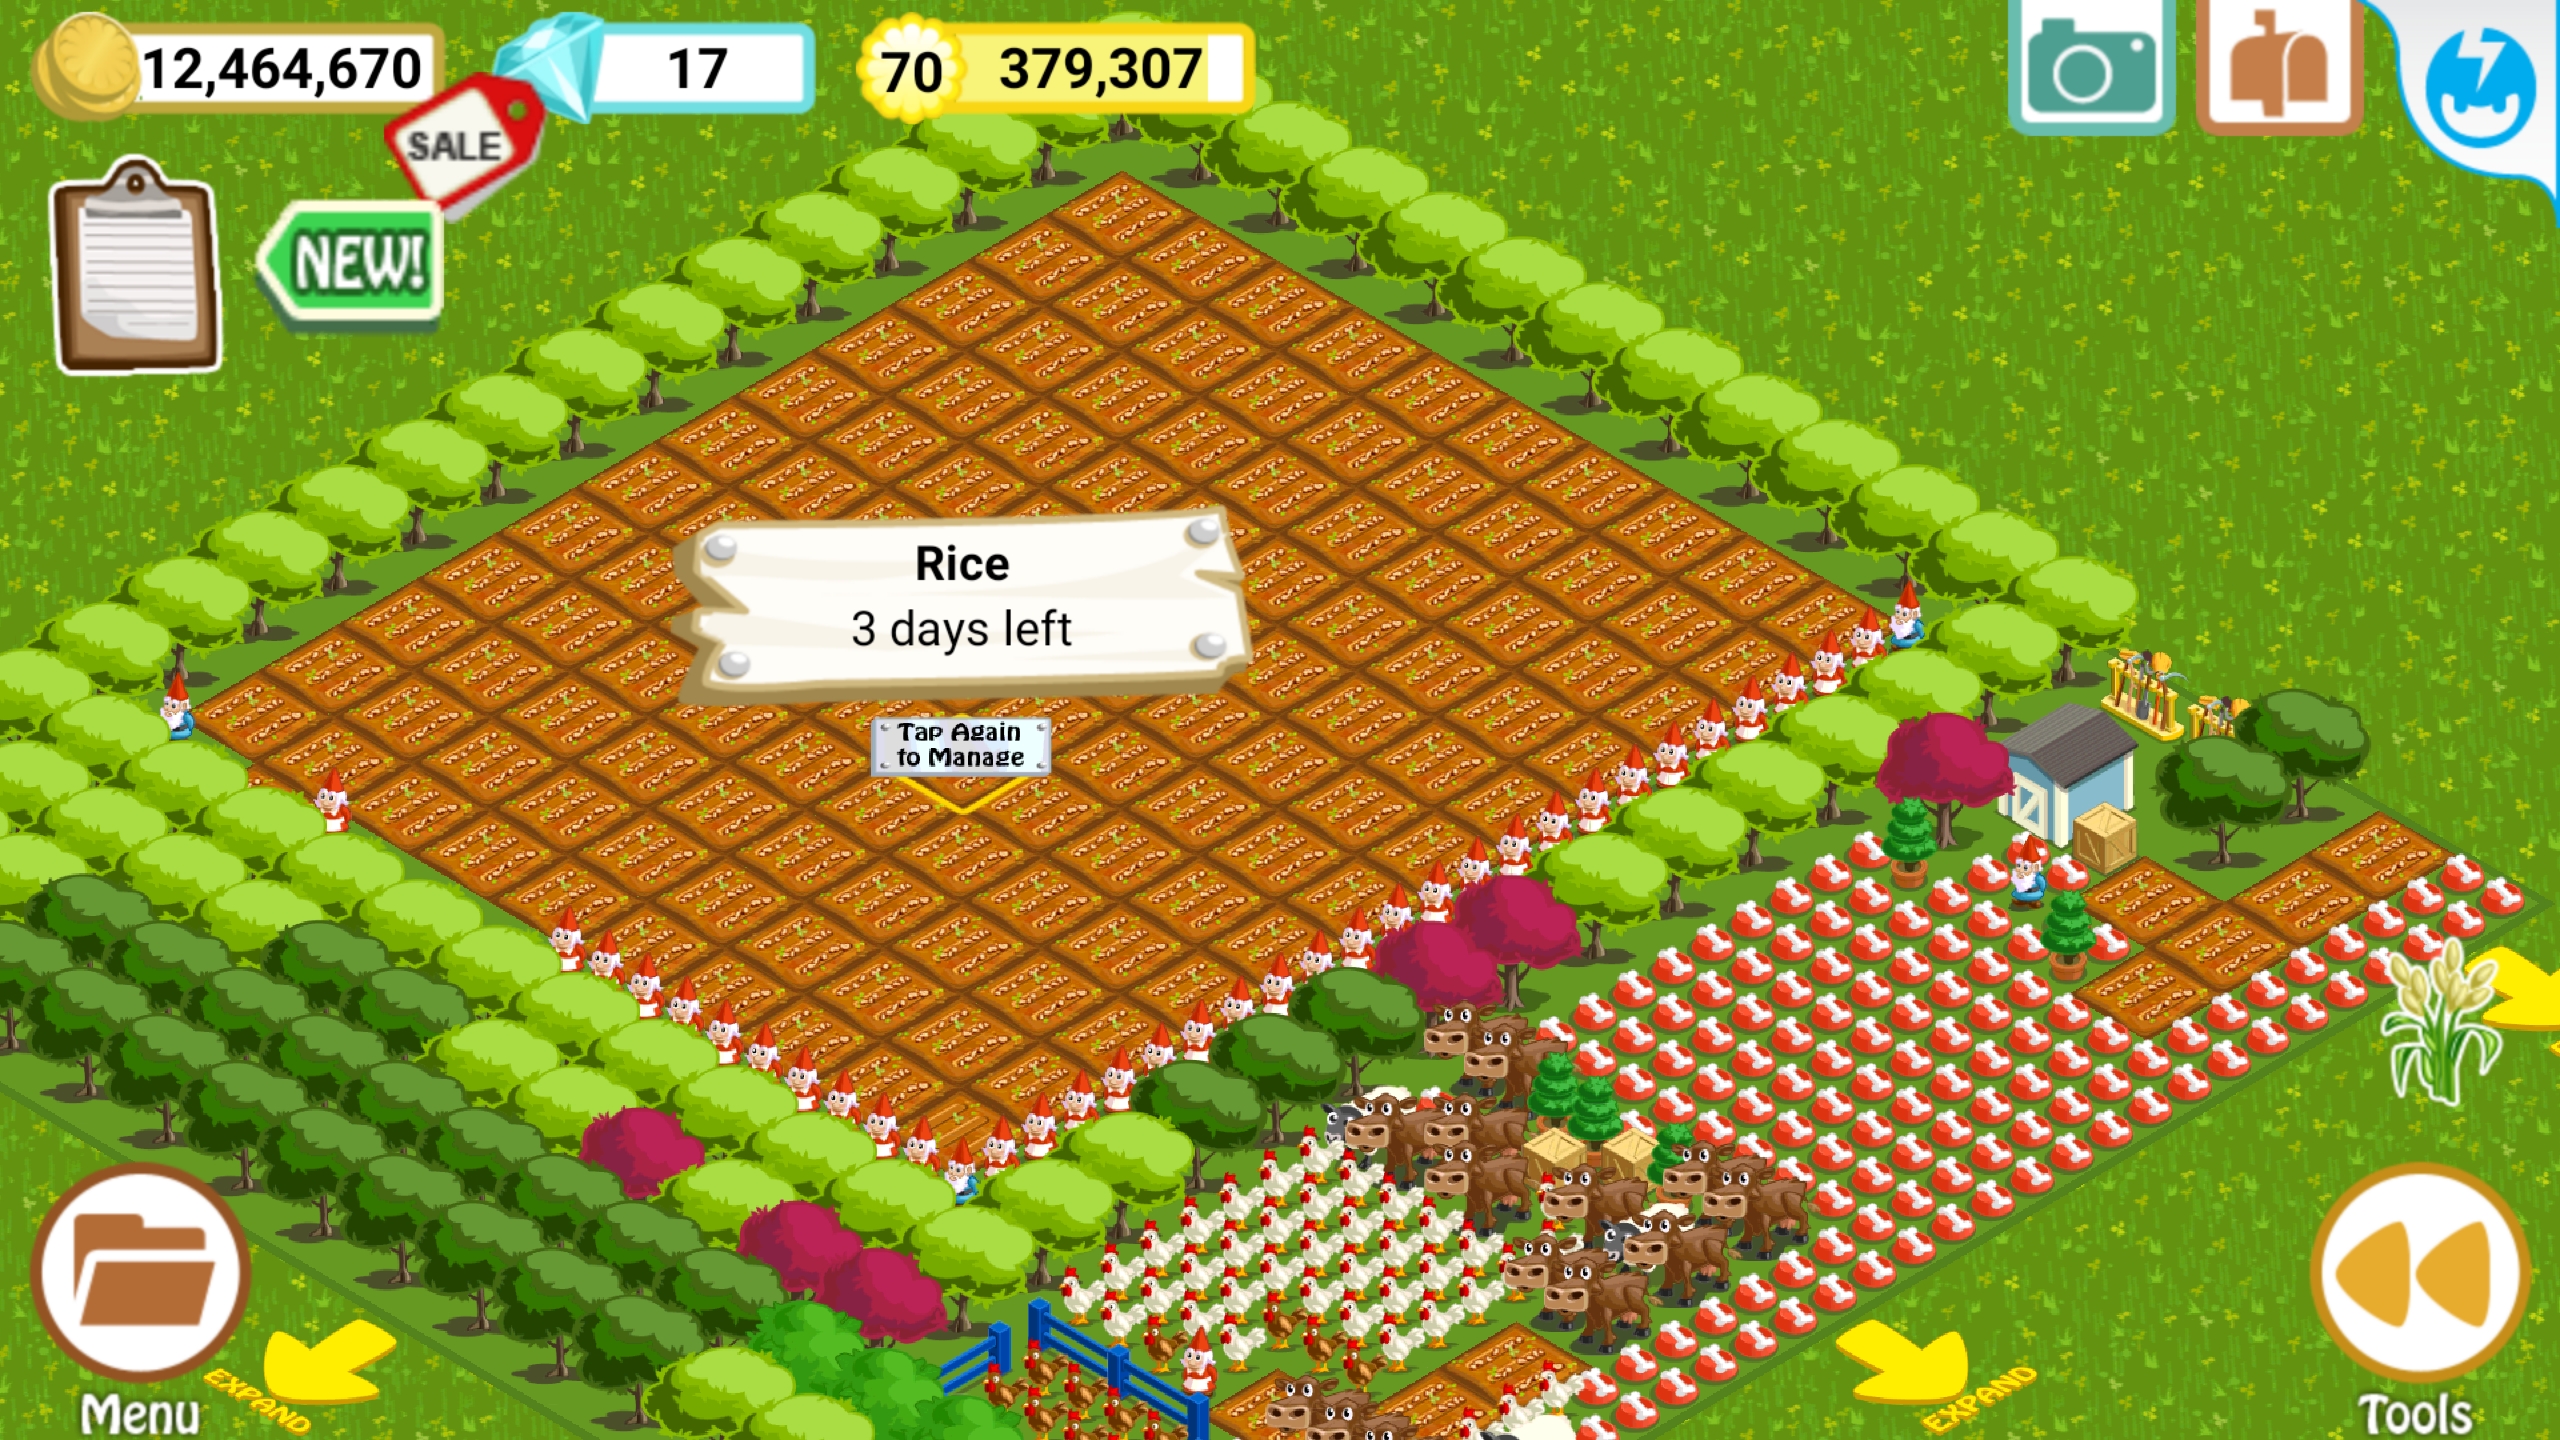 12,464,670
17
70
379,307
SALE
NEW!
Rice
3 days left
Tap Again
to Manage
EXPAND
EXPAND
Menu
Tools